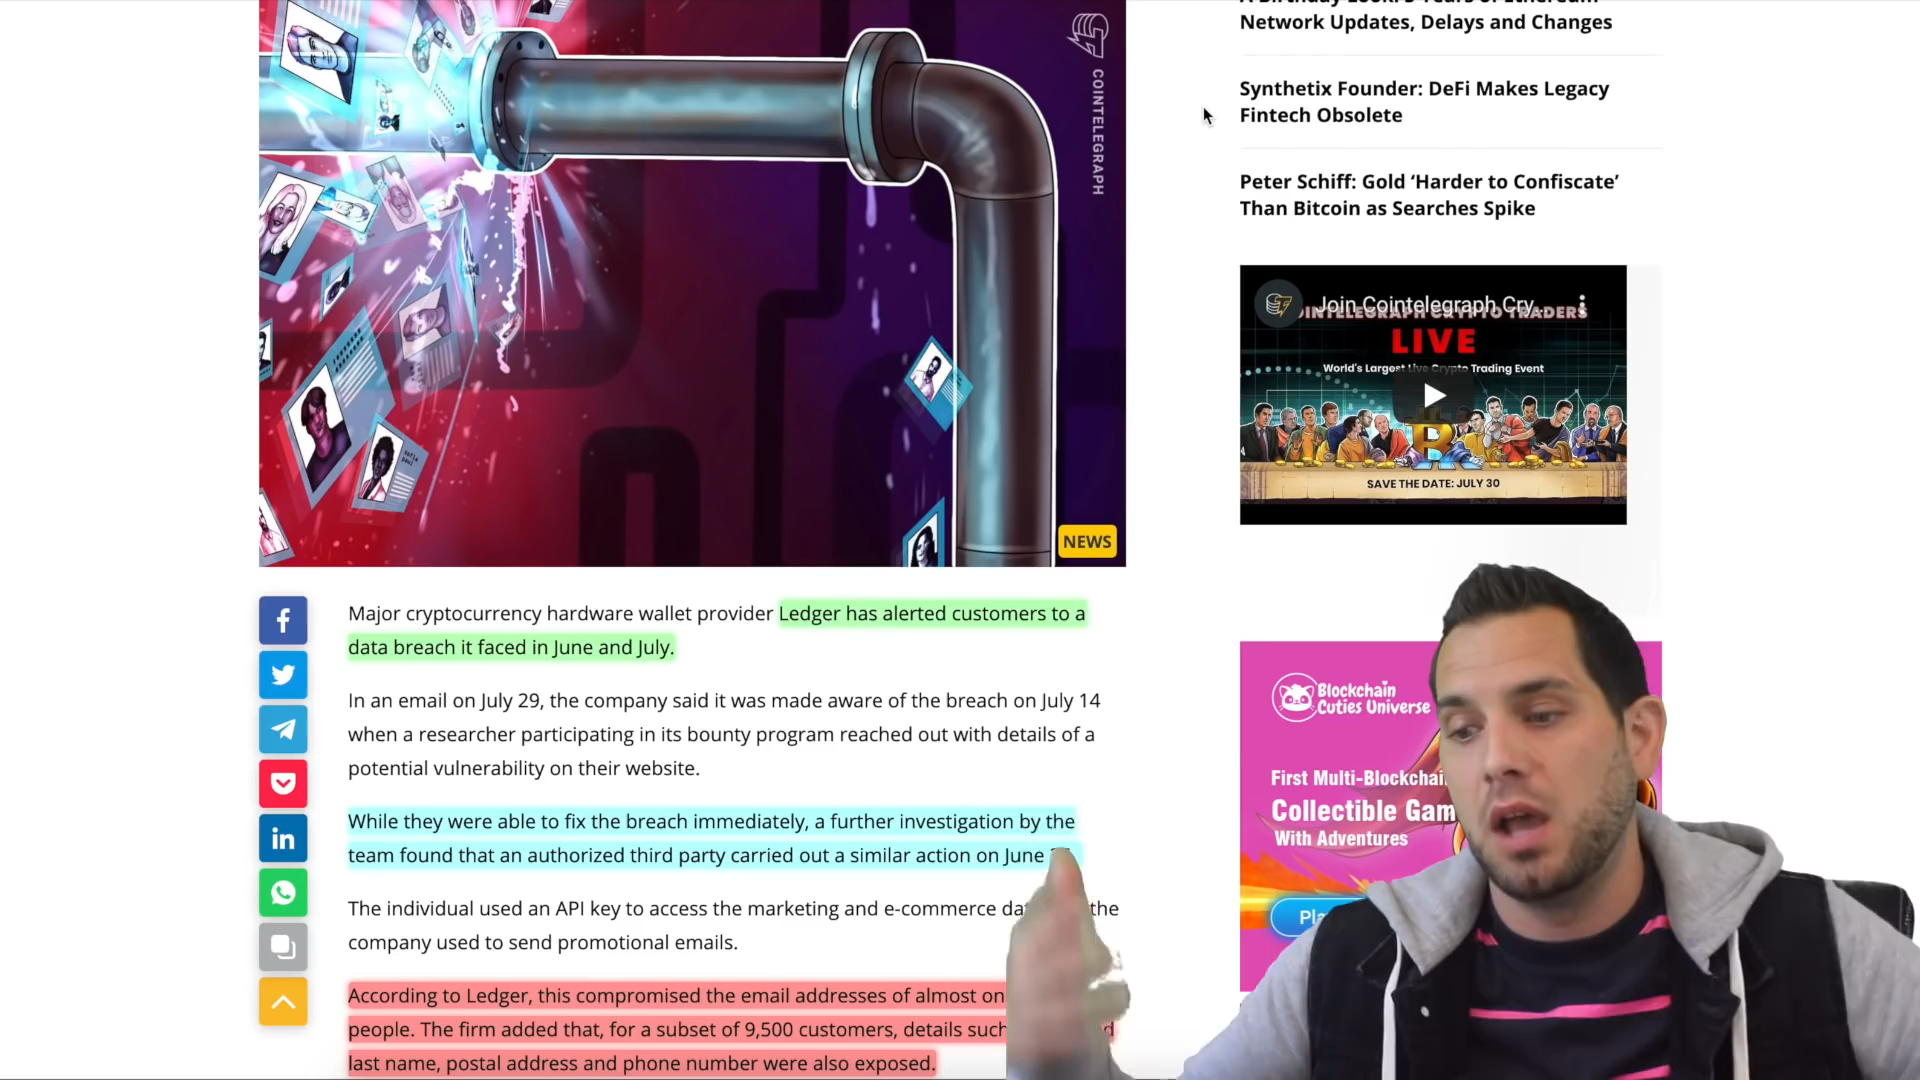 Network Updates, Delays and Changes
Synthetix Founder: DeFi Makes Legacy
Fintech Obsolete
Peter Schiff: Gold ‘Harder to Confiscate’
Than Bitcoin as Searches Spike
COINTELEGRAPH
NEWS
Join Cointelegraph Cry...
OINTELEGRAPH CRYPTO TRADERS
LIVE
World's Largest Live Crypto Trading Event
SAVE THE DATE: JULY 30
Major cryptocurrency hardware wallet provider Ledger has alerted customers to a
data breach it faced in June and July.
In an email on July 29, the company said it was made aware of the breach on July 14
when a researcher participating in its bounty program reached out with details of a
potential vulnerability on their website.
While they were able to fix the breach immediately, a further investigation by the
team found that an authorized third party carried out a similar action on June
The individual used an API key to access the marketing and e-commerce da the
company used to send promotional emails.
According to Ledger, this compromised the email addresses of almost on
people. The firm added that, for a subset of 9,500 customers, details such d
last name, postal address and phone number were also exposed.
Blockchain
Cuties Universe
First Multi-Blockchai
Collectible Gam
With Adventures
Pla